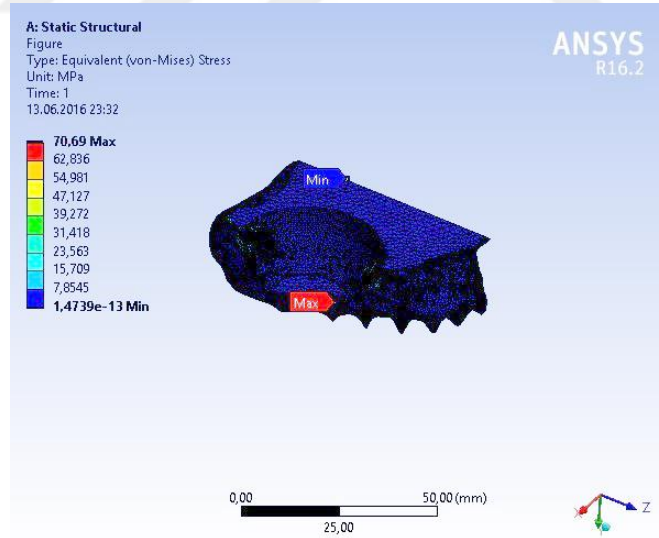 A: Static Structural
Figure
Type: Equivalent (von-Mises) Stress
Unit: MPa
Time: 1
13.06.2016 23:32
ANSYS
R16.2
70,69 Max
62,836
54,981
47,127
39,272
31,418
23,563
15,709
7,8545
1,4739e-13 Min
Min
Max
0,00
50,00 (mm)
25,00
X
Z